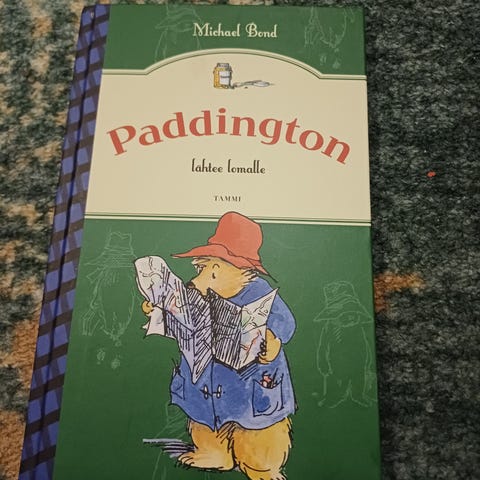 Michael Bond
Paddington
lähtee lomalle
TAMMI